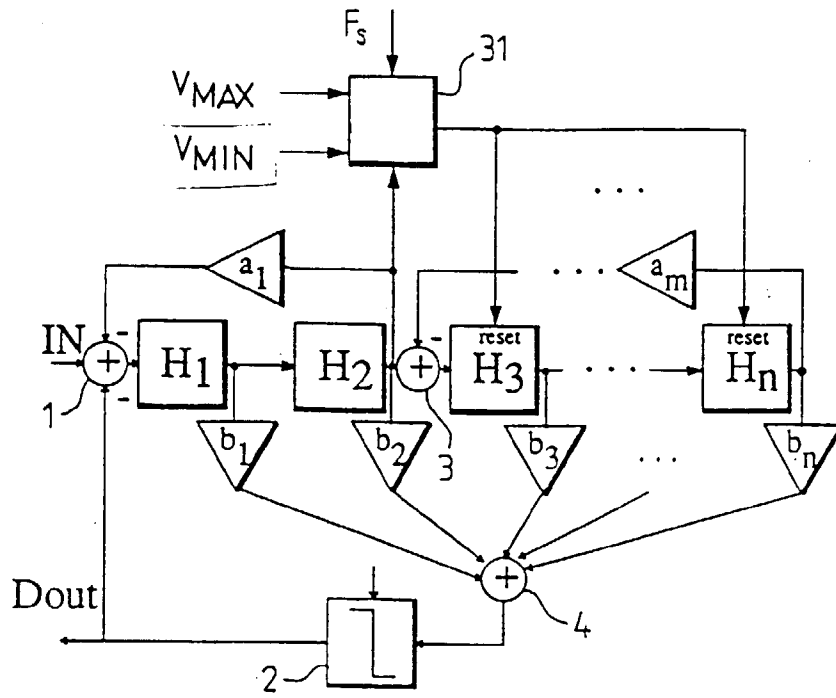 Fs
31
VMAX
VMIN
. . .
a1
. . . .
am
IN
-
+
1
-
H1
H2
-
+
3
reset
H3
. . . .
reset
Hn
b1
b2
b3
. . .
bn
+
4
Dout
2